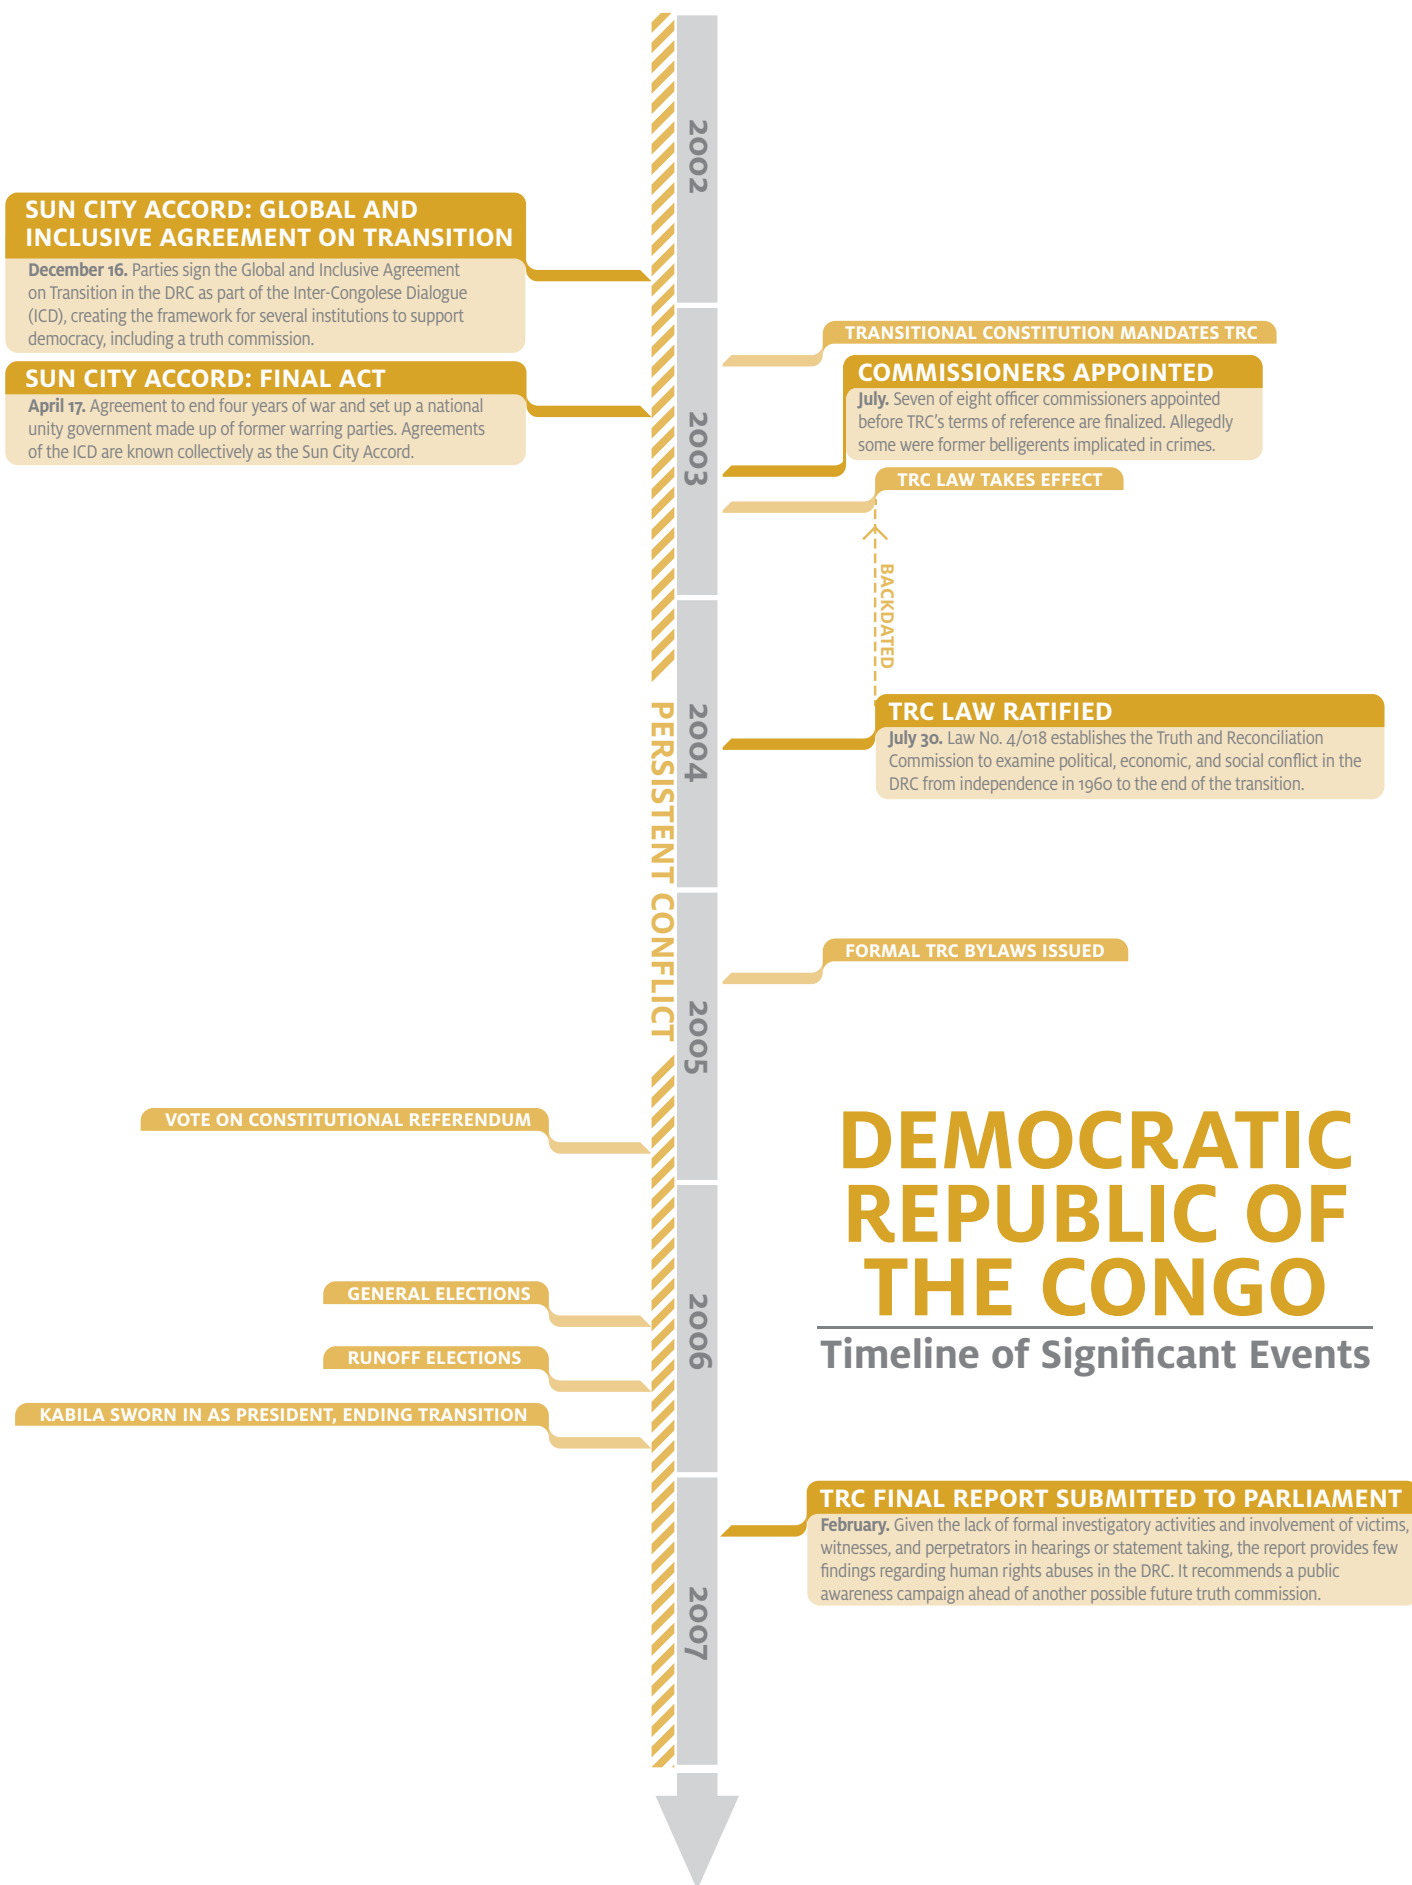 2002
SUN CITY ACCORD: GLOBAL AND
INCLUSIVE AGREEMENT ON TRANSITION
December 16. Parties sign the Global and Inclusive Agreement
on Transition in the DRC as part of the Inter-Congolese Dialogue
(ICD), creating the framework for several institutions to support
democracy, including a truth commission.
TRANSITIONAL CONSTITUTION MANDATES TRC
SUN CITY ACCORD: FINAL ACT
April 17. Agreement to end four years of war and set up a national
unity government made up of former warring parties. Agreements
of the ICD are known collectively as the Sun City Accord.
2003
COMMISSIONERS APPOINTED
July. Seven of eight officer commissioners appointed
before TRC’s terms of reference are finalized. Allegedly
some were former belligerents implicated in crimes.
TRC LAW TAKES EFFECT
BACKDATED
2004
TRC LAW RATIFIED
July 30. Law No. 4/018 establishes the Truth and Reconciliation
Commission to examine political, economic, and social conflict in the
DRC from independence in 1960 to the end of the transition.
PERSISTENT CONFLICT
FORMAL TRC BYLAWS ISSUED
2005
VOTE ON CONSTITUTIONAL REFERENDUM
DEMOCRATIC
REPUBLIC OF
THE CONGO
Timeline of Significant Events
GENERAL ELECTIONS
2006
RUNOFF ELECTIONS
KABILA SWORN IN AS PRESIDENT, ENDING TRANSITION
TRC FINAL REPORT SUBMITTED TO PARLIAMENT
February. Given the lack of formal investigatory activities and involvement of victims,
witnesses, and perpetrators in hearings or statement taking, the report provides few
findings regarding human rights abuses in the DRC. It recommends a public
awareness campaign ahead of another possible future truth commission.
2007